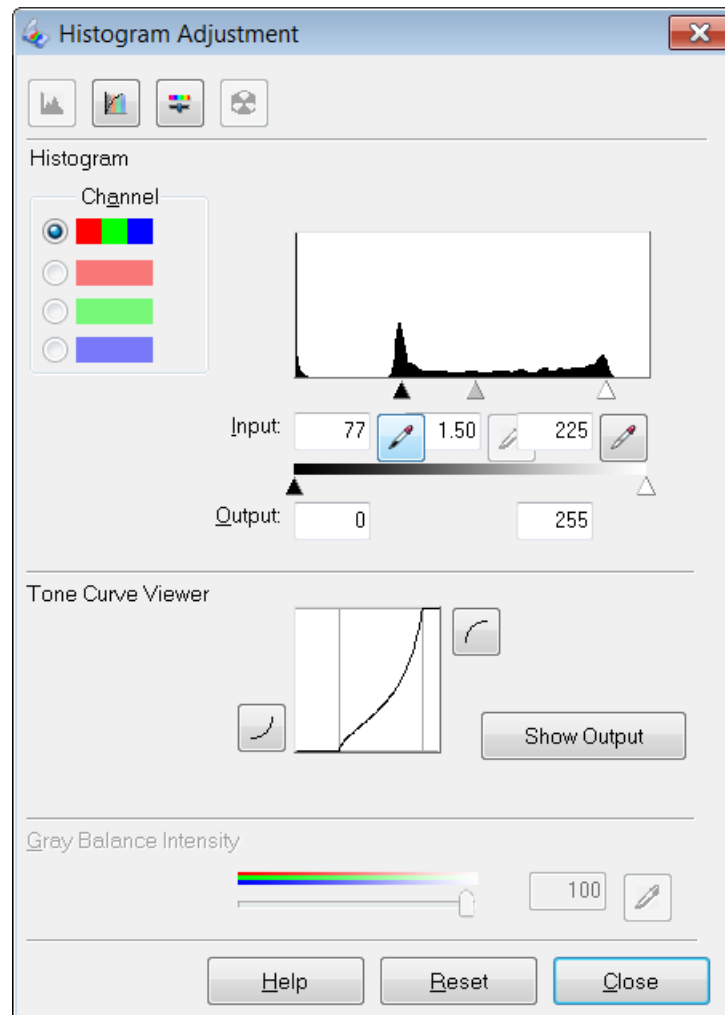 Histogram Adjustment
Histogram
Channel
Input: 77 1.50 225
Output: 0 255
Tone Curve Viewer
Show Output
Gray Balance Intensity
100
Help Reset Close